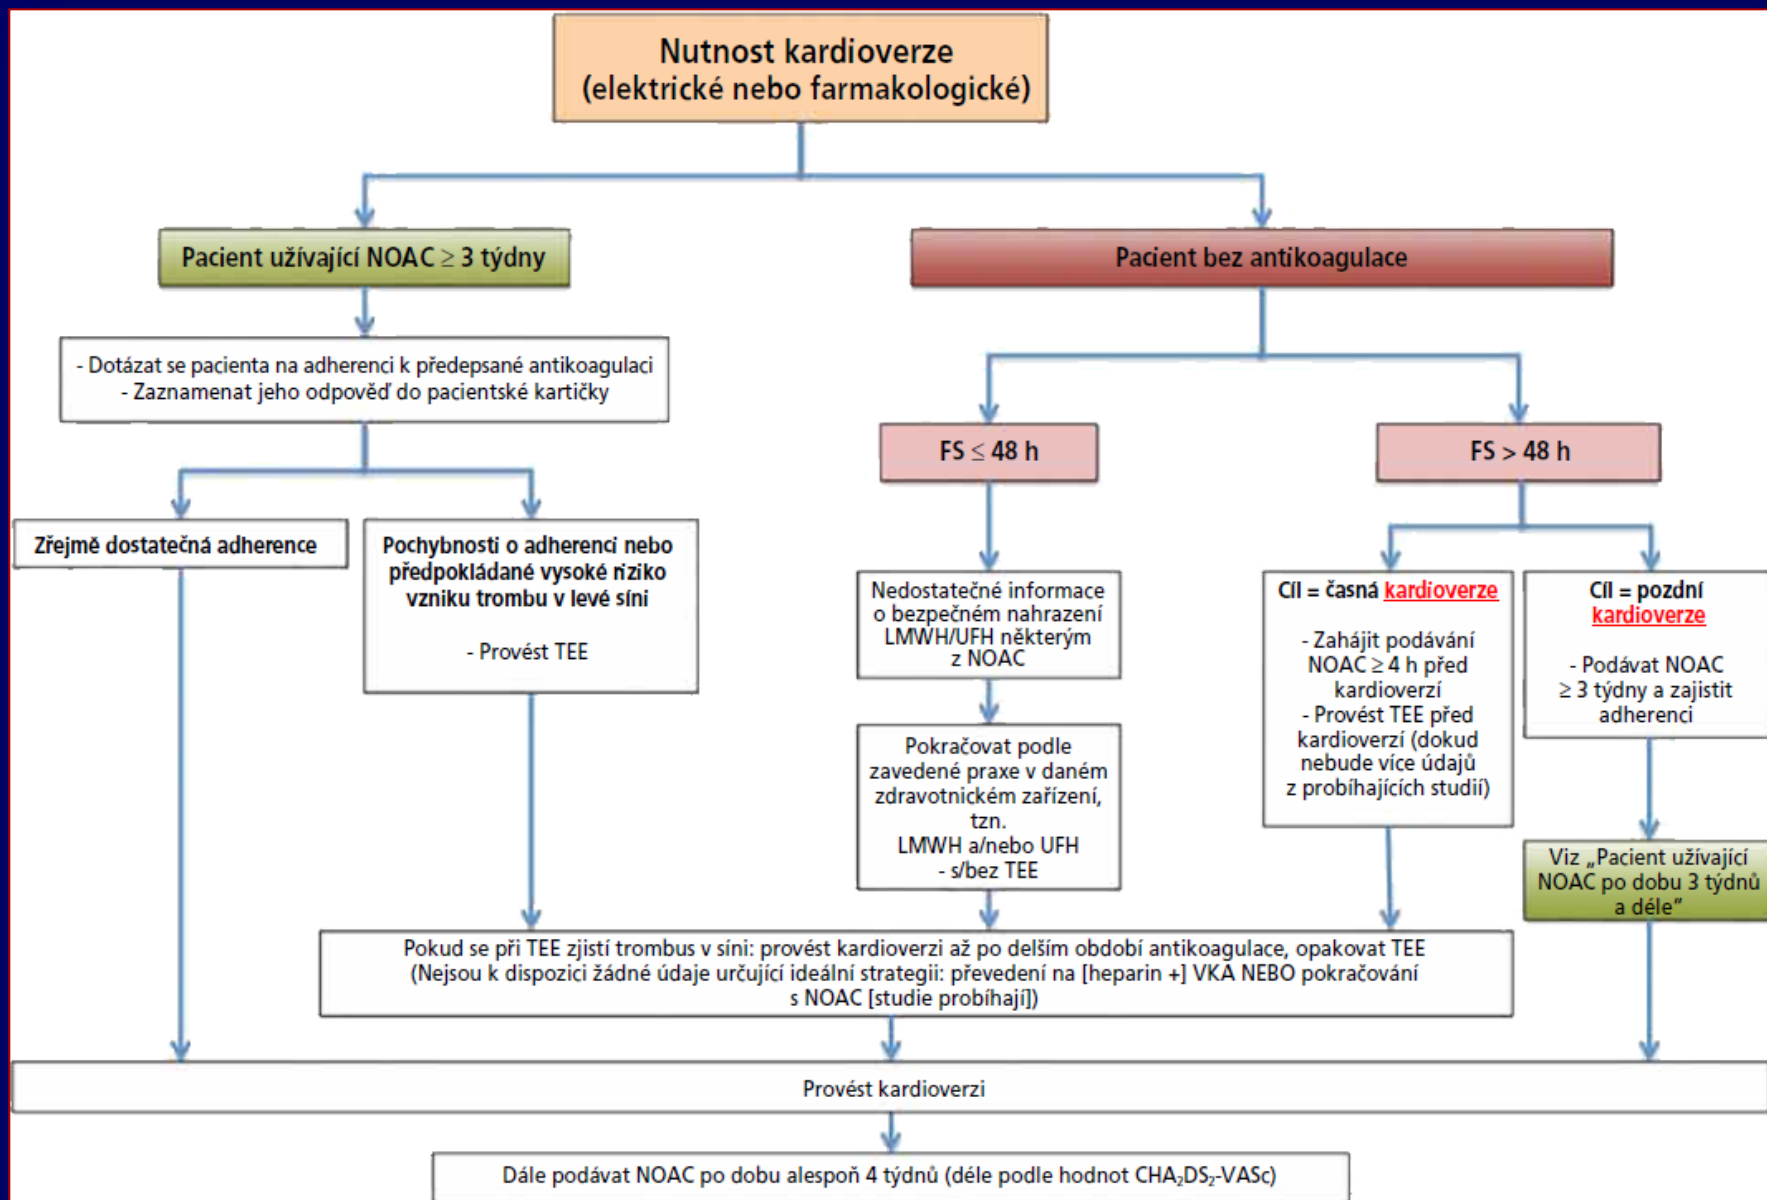 Nutnost kardioverze
(elektrické nebo farmakologické)
Pacient užívající NOAC ≥ 3 týdny
Pacient bez antikoagulace
- Dotázat se pacienta na adherenci k předepsané antikoagulaci
- Zaznamenat jeho odpověď do pacientské kartičky
FS ≤ 48 h
FS > 48 h
Zřejmě dostatečná adherence
Pochybnosti o adherenci nebo
předpokládané vysoké riziko
vzniku trombu v levé síni
- Provést TEE
Nedostatečné informace
o bezpečném nahrazení
LMWH/UFH některým
z NOAC
Cíl = časná kardioverze
- Zahájit podávání
NOAC ≥ 4 h před
kardioverzí
- Provést TEE před
kardioverzí (dokud
nebude více údajů
z probíhajících studií)
Cíl = pozdní
kardioverze
- Podávat NOAC
≥ 3 týdny a zajistit
adherenci
Pokračovat podle
zavedené praxe v daném
zdravotnickém zařízení,
tzn.
LMWH a/nebo UFH
- s/bez TEE
Viz „Pacient užívající
NOAC po dobu 3 týdnů
a déle“
Pokud se při TEE zjistí trombus v síni: provést kardioverzi až po delším období antikoagulace, opakovat TEE
(Nejsou k dispozici žádné údaje určující ideální strategii: převedení na [heparin +] VKA NEBO pokračování
s NOAC [studie probíhají])
Provést kardioverzi
Dále podávat NOAC po dobu alespoň 4 týdnů (déle podle hodnot CHA₂DS₂-VASc)